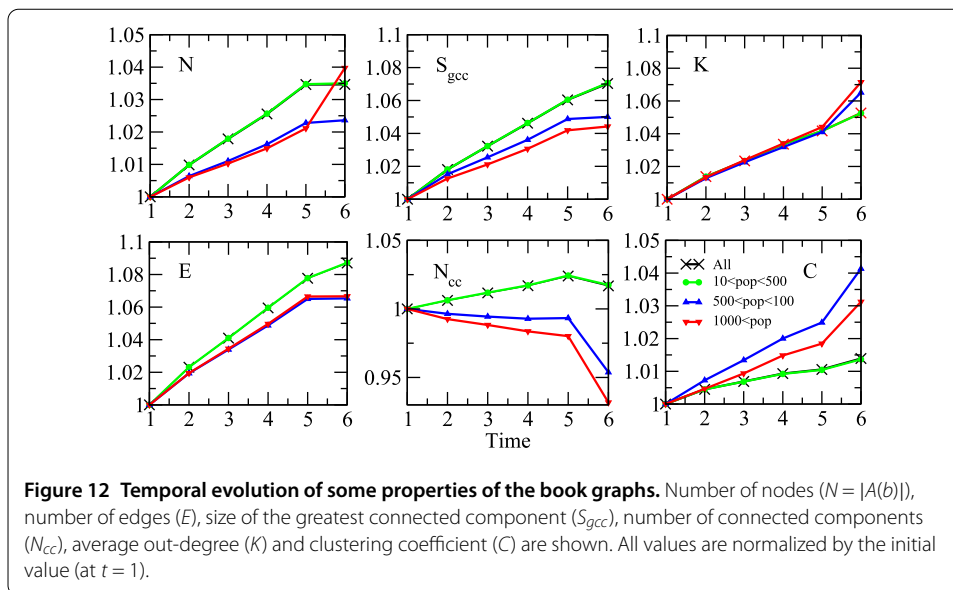 1.05
1.04
1.03
1.02
1.01
1
N
1 2 3 4 5 6
1.1
1.08
1.06
1.04
1.02
1
S_gcc
1 2 3 4 5 6
1.1
1.08
1.06
1.04
1.02
1
K
1 2 3 4 5 6
1.1
1.08
1.06
1.04
1.02
1
E
1 2 3 4 5 6
1.05
1
0.95
N_cc
1 2 3 4 5 6
Time
1.05
1.04
1.03
1.02
1.01
1
C
All
10<pop<500
500<pop<100
1000<pop
1 2 3 4 5 6
Figure 12 Temporal evolution of some properties of the book graphs. Number of nodes (N = |A(b)|),
number of edges (E), size of the greatest connected component (S_gcc), number of connected components
(N_cc), average out-degree (K) and clustering coefficient (C) are shown. All values are normalized by the initial
value (at t = 1).